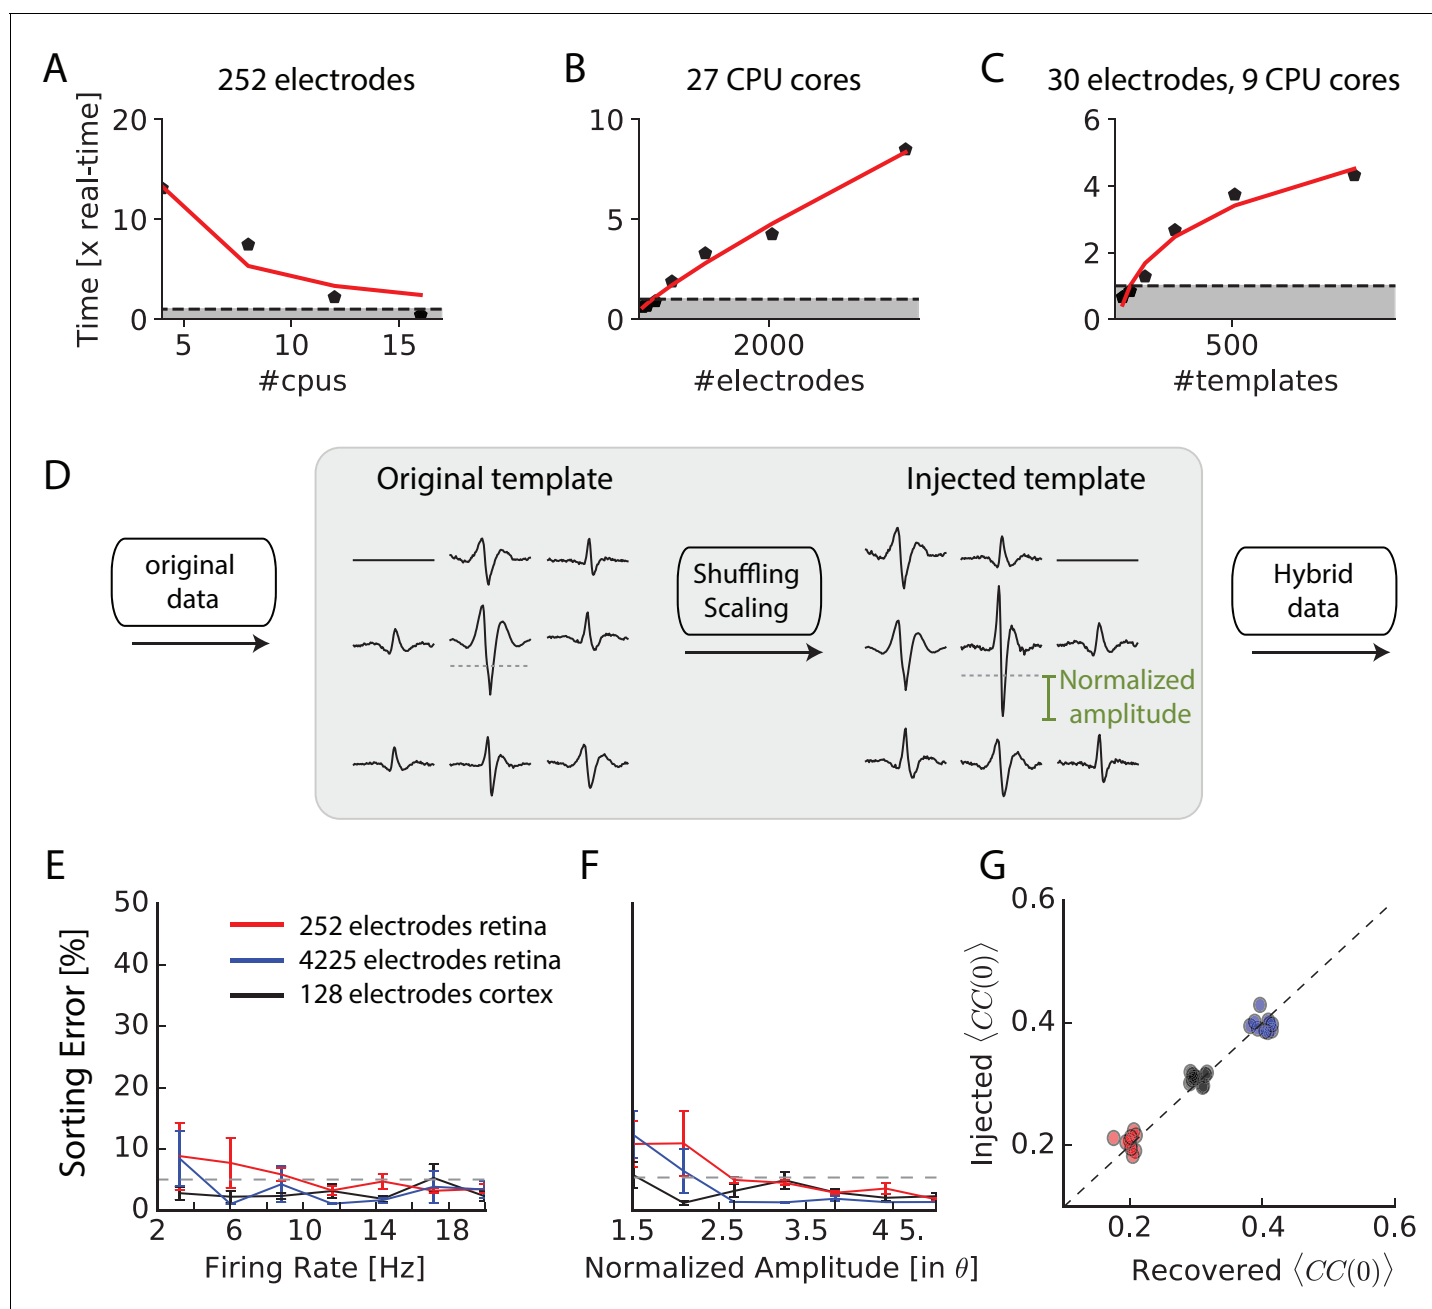 A
252 electrodes
B
27 CPU cores
C
30 electrodes, 9 CPU cores
Time [x real-time]
20
10
0
5
10
15
#cpus
10
5
0
2000
#electrodes
6
4
2
0
500
#templates
D
Original template
Injected template
original
data
Shuffling
Scaling
Hybrid
data
Normalized
amplitude
E
Sorting Error [%]
50
40
30
20
10
0
252 electrodes retina
4225 electrodes retina
128 electrodes cortex
2
6
10
14
18
Firing Rate [Hz]
F
1.5
2.5
3.5
4 5.
Normalized Amplitude [in θ]
G
Injected ⟨CC(0)⟩
0.6
0.4
0.2
0.2
0.4
0.6
Recovered ⟨CC(0)⟩